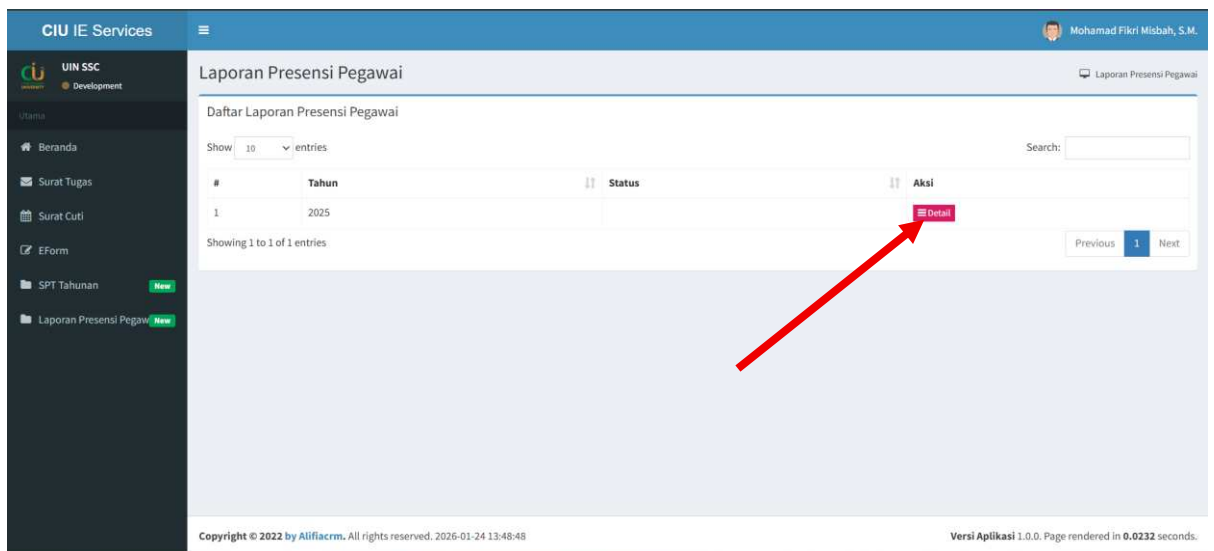 CIU IE Services
Mohamad Fikri Misbah, S.M.
CIU
UIN SSC
Development
Laporan Presensi Pegawai
Laporan Presensi Pegawai
Utama
Beranda
Surat Tugas
Surat Cuti
EForm
SPT Tahunan New
Laporan Presensi Pegaw New
Daftar Laporan Presensi Pegawai
Show 10 entries
Search:
# Tahun Status Aksi
1 2025 Detail
Showing 1 to 1 of 1 entries
Previous 1 Next
Copyright © 2022 by Alifiacrm. All rights reserved. 2026-01-24 13:48:48
Versi Aplikasi 1.0.0. Page rendered in 0.0232 seconds.